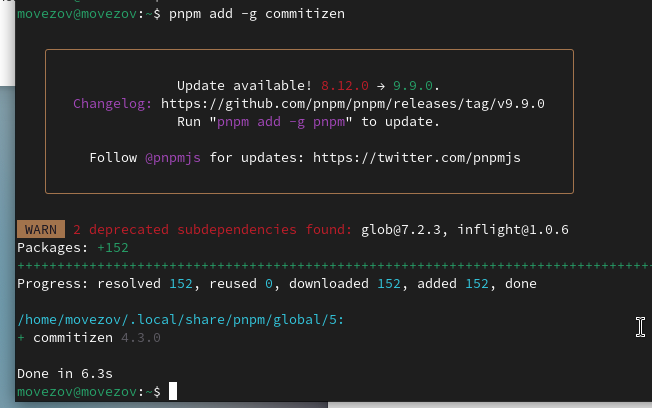 movezov@movezov:~$ pnpm add -g commitizen
Update available! 8.12.0 → 9.9.0.
Changelog: https://github.com/pnpm/pnpm/releases/tag/v9.9.0
Run "pnpm add -g pnpm" to update.
Follow @pnpmjs for updates: https://twitter.com/pnpmjs
WARN 2 deprecated subdependencies found: glob@7.2.3, inflight@1.0.6
Packages: +152
++++++++++++++++++++++++++++++++++++++++++++++++++++++++++++++++++++++++++++++++
Progress: resolved 152, reused 0, downloaded 152, added 152, done
/home/movezov/.local/share/pnpm/global/5:
+ commitizen 4.3.0
Done in 6.3s
movezov@movezov:~$